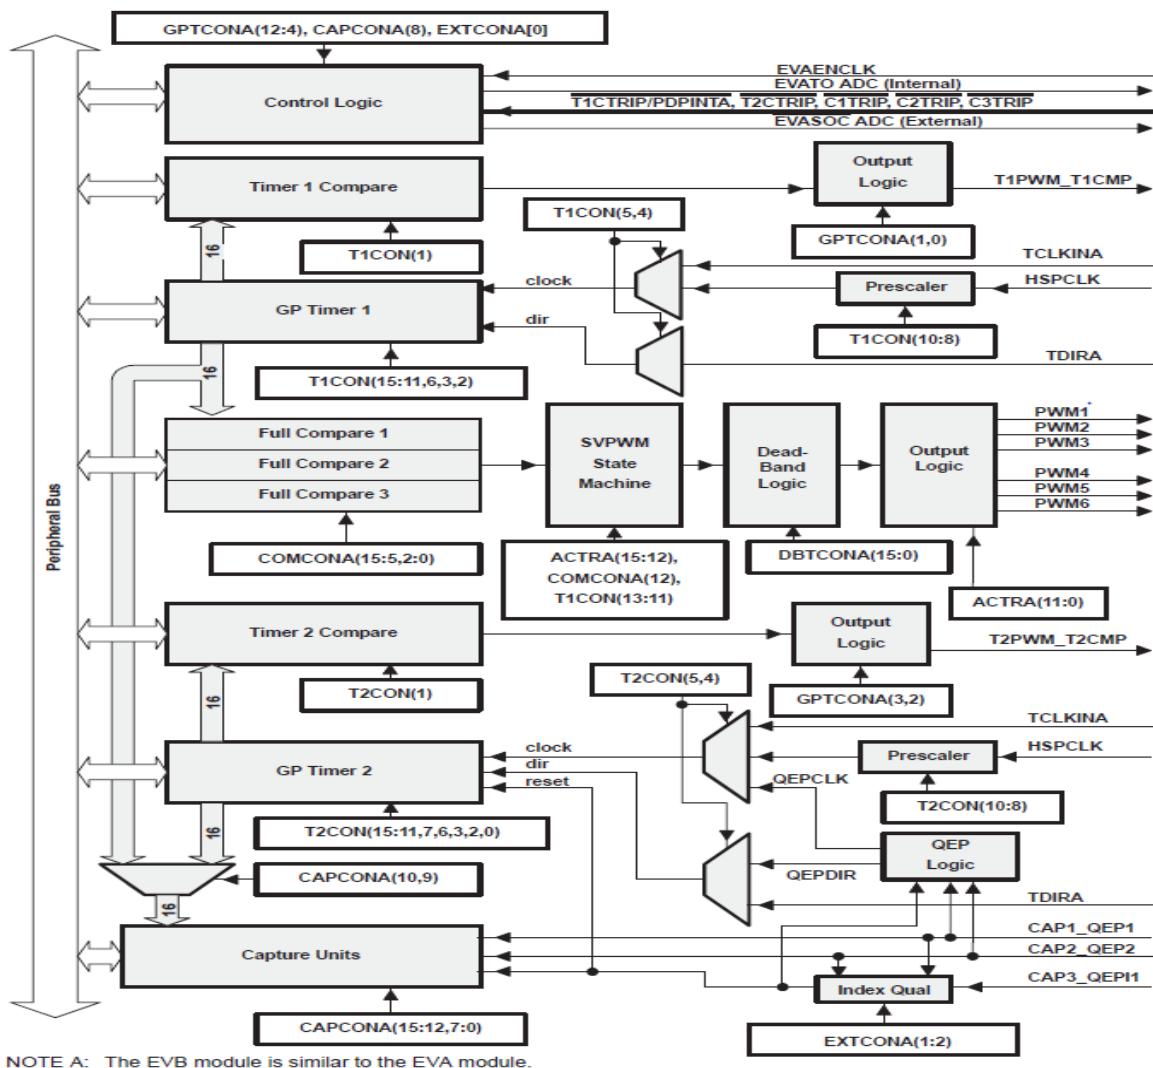 GPTCONA(12:4), CAPCONA(8), EXTCONA[0]
Control Logic
EVAENCLK
EVATO ADC (Internal)
T1CTRIP/PDPINTA, T2CTRIP, C1TRIP, C2TRIP, C3TRIP
EVASOC ADC (External)
Timer 1 Compare
Output
Logic
T1PWM_T1CMP
T1CON(5,4)
16
T1CON(1)
GPTCONA(1,0)
TCLKINA
clock
Prescaler
HSPCLK
GP Timer 1
dir
T1CON(10:8)
TDIRA
16
T1CON(15:11,6,3,2)
Full Compare 1
Full Compare 2
Full Compare 3
SVPWM
State
Machine
Dead-
Band
Logic
Output
Logic
PWM1
PWM2
PWM3
PWM4
PWM5
PWM6
Peripheral Bus
COMCONA(15:5,2:0)
ACTRA(15:12),
COMCONA(12),
T1CON(13:11)
DBTCONA(15:0)
ACTRA(11:0)
Timer 2 Compare
Output
Logic
T2PWM_T2CMP
T2CON(5,4)
16
T2CON(1)
GPTCONA(3,2)
TCLKINA
clock
Prescaler
HSPCLK
GP Timer 2
dir
reset
QEPCLK
T2CON(10:8)
16
T2CON(15:11,7,6,3,2,0)
QEP
Logic
QEPDIR
CAPCONA(10,9)
TDIRA
16
Capture Units
CAP1_QEP1
CAP2_QEP2
CAP3_QEPI1
Index Qual
CAPCONA(15:12,7:0)
EXTCONA(1:2)
NOTE A: The EVB module is similar to the EVA module.